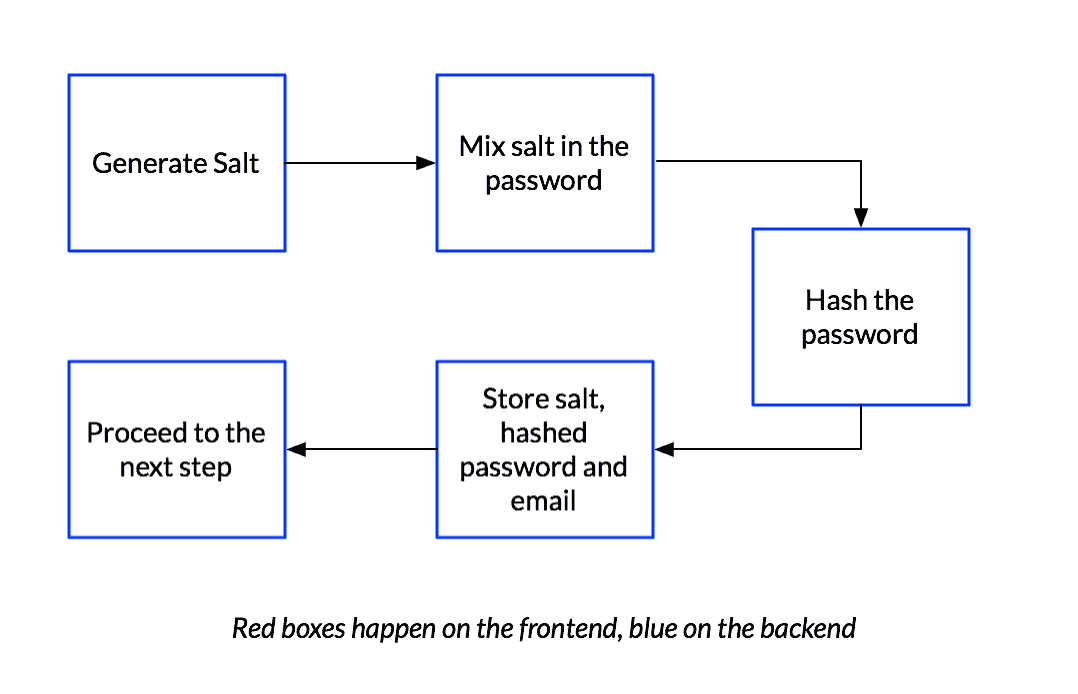 Generate Salt
Mix salt in the
password
Hash the
password
Store salt,
hashed
password and
email
Proceed to the
next step
Red boxes happen on the frontend, blue on the backend